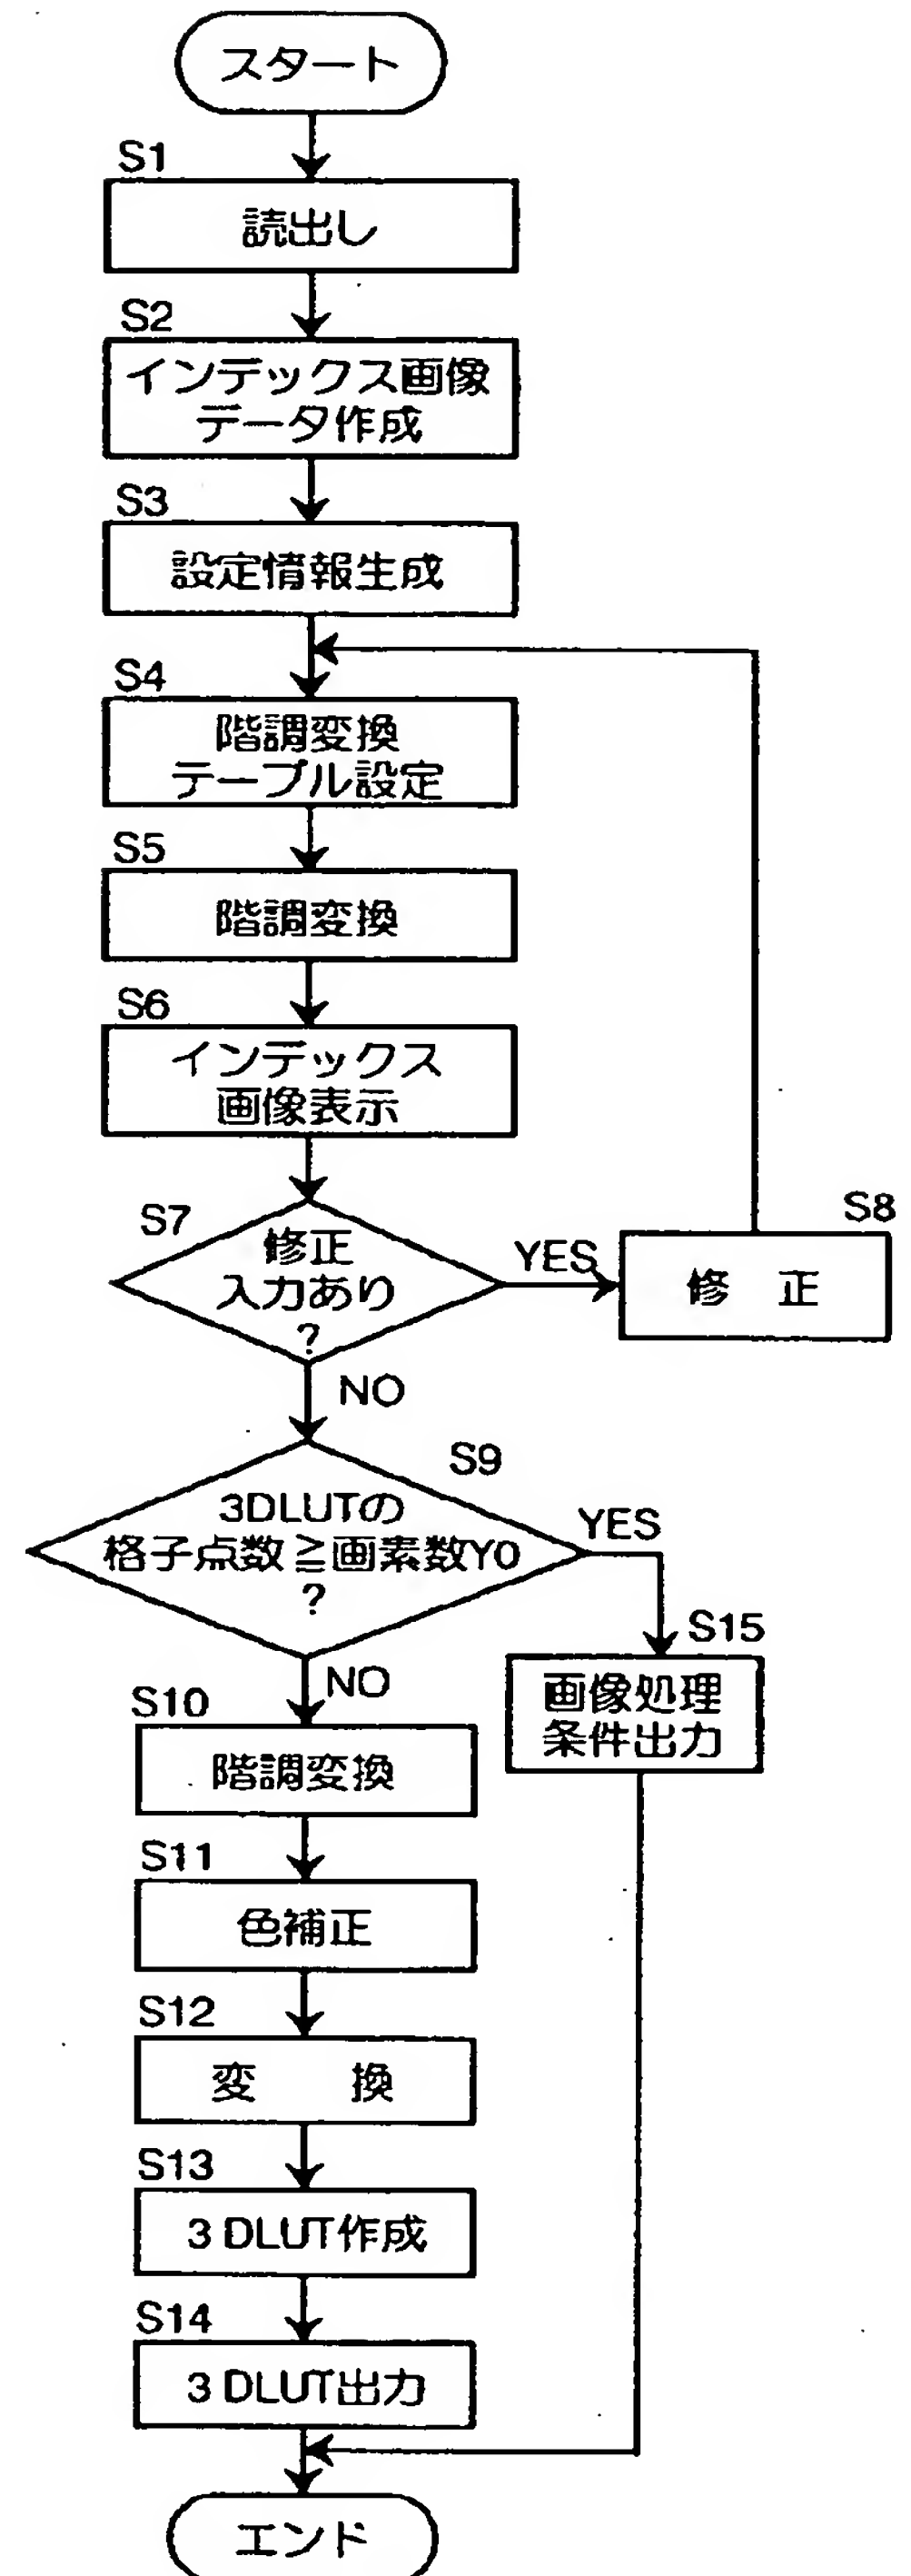 スタート
S1
読出し
S2
インデックス画像
データ作成
S3
設定情報生成
S4
階調変換
テーブル設定
S5
階調変換
S6
インデックス
画像表示
S7
修正
入力あり
?
YES
S8
修 正
NO
S9
3DLUTの
格子点数≧画素数Y0
?
YES
S15
画像処理
条件出力
NO
S10
階調変換
S11
色補正
S12
変 換
S13
3DLUT作成
S14
3DLUT出力
エンド